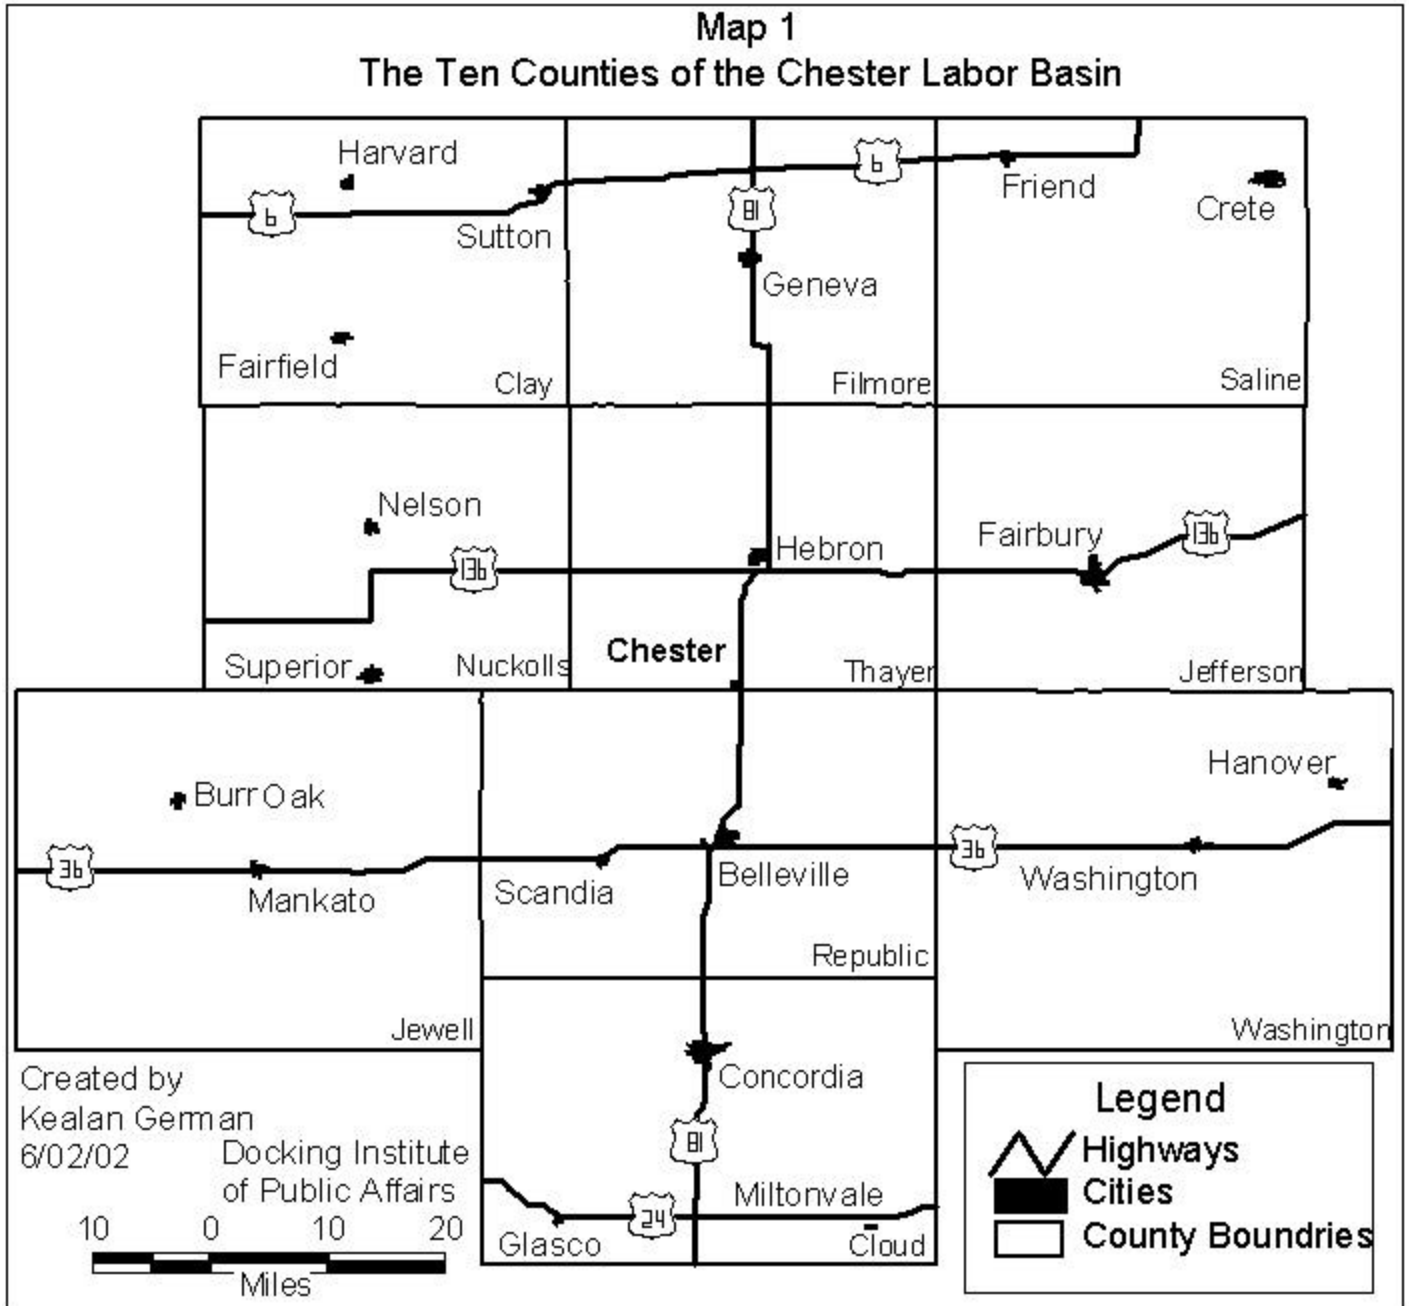 Map 1
The Ten Counties of the Chester Labor Basin
Harvard
6
6
Friend
Crete
6
81
Sutton
Geneva
Fairfield
Clay
Filmore
Saline
Nelson
136
Hebron
Fairbury
136
Superior
Nuckolls
Chester
Thayer
Jefferson
Burr Oak
Hanover
36
Mankato
Scandia
Belleville
36
Washington
Republic
Jewell
Washington
Concordia
81
Miltonvale
24
Glasco
Cloud
Created by
Kealan German
6/02/02
Docking Institute
of Public Affairs
10 0 10 20
Miles
Legend
Highways
Cities
County Boundries